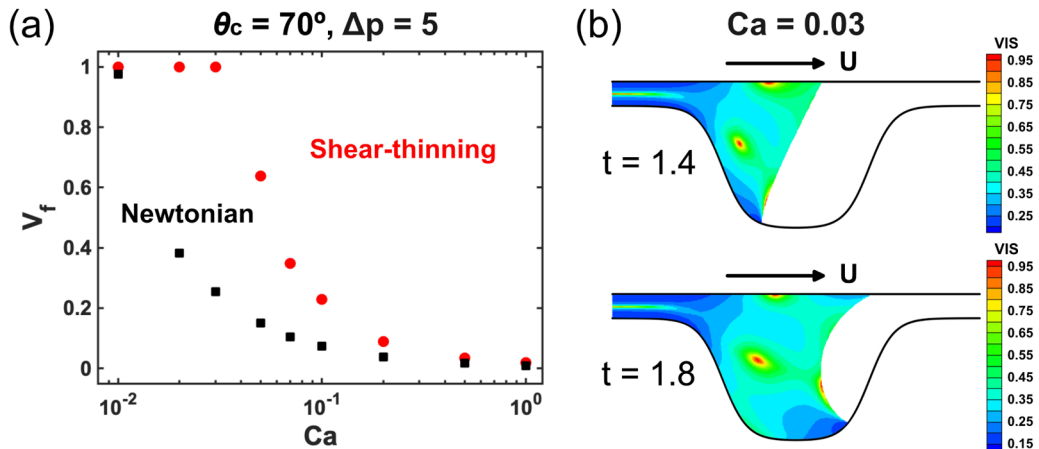 (a)
θc = 70º, Δp = 5
1
0.8
0.6
0.4
0.2
0
Vf
Shear-thinning
Newtonian
10-2
10-1
100
Ca
(b)
Ca = 0.03
U
t = 1.4
VIS
0.95
0.85
0.75
0.65
0.55
0.45
0.35
0.25
U
t = 1.8
VIS
0.95
0.85
0.75
0.65
0.55
0.45
0.35
0.25
0.15